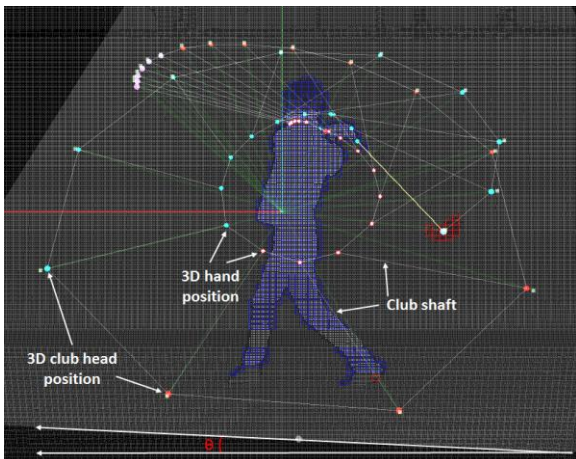 3D hand
position
Club shaft
3D club head
position
θ